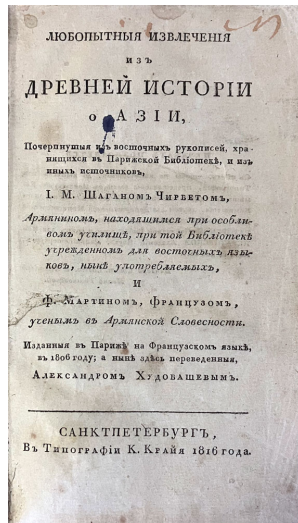 ЛЮБОПЫТНЫЯ ИЗВЛЕЧЕНІЯ
ИЗЪ
ДРЕВНЕЙ ИСТОРІИ
о АЗІИ,
Почерпнутыя изъ восточныхъ рукописей, хра-
нящихся въ Парижской Библіотекѣ, и изъ
иныхъ источниковъ,
І. М. Шаганомъ Чирбетомъ,
Армяниномъ, находящимся при особли-
вомъ училищѣ, при той Библіотекѣ
учрежденномъ для восточныхъ язы-
ковъ, нынѣ употребляемыхъ,
И
Ф. Мартиномъ, Французомъ,
ученымъ въ Армянской Словесности.
Изданныя въ Парижѣ на Французскомъ языкѣ,
въ 1806 году; а нынѣ здѣсь переведенныя,
Александромъ Худобашевымъ.
САНКТПЕТЕРБУРГЪ,
Въ Типографіи К. Крайя 1816 года.